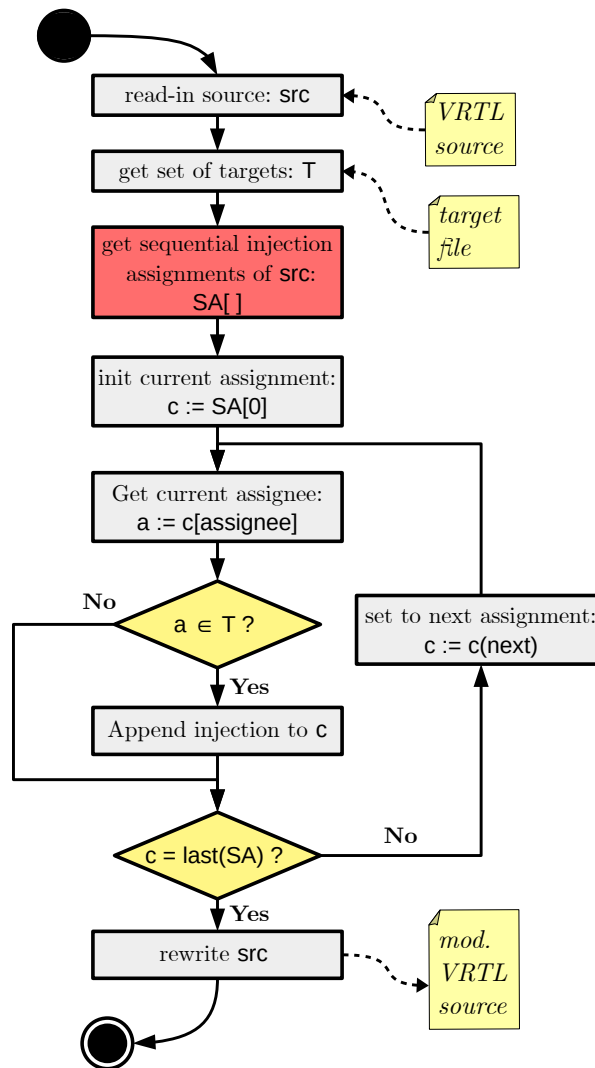 read-in source: src
VRTL
source
get set of targets: T
target
file
get sequential injection
assignments of src:
SA[ ]
init current assignment:
c := SA[0]
Get current assignee:
a := c[assignee]
No
a ∈ T ?
set to next assignment:
c := c(next)
Yes
Append injection to c
No
c = last(SA) ?
Yes
rewrite src
mod.
VRTL
source